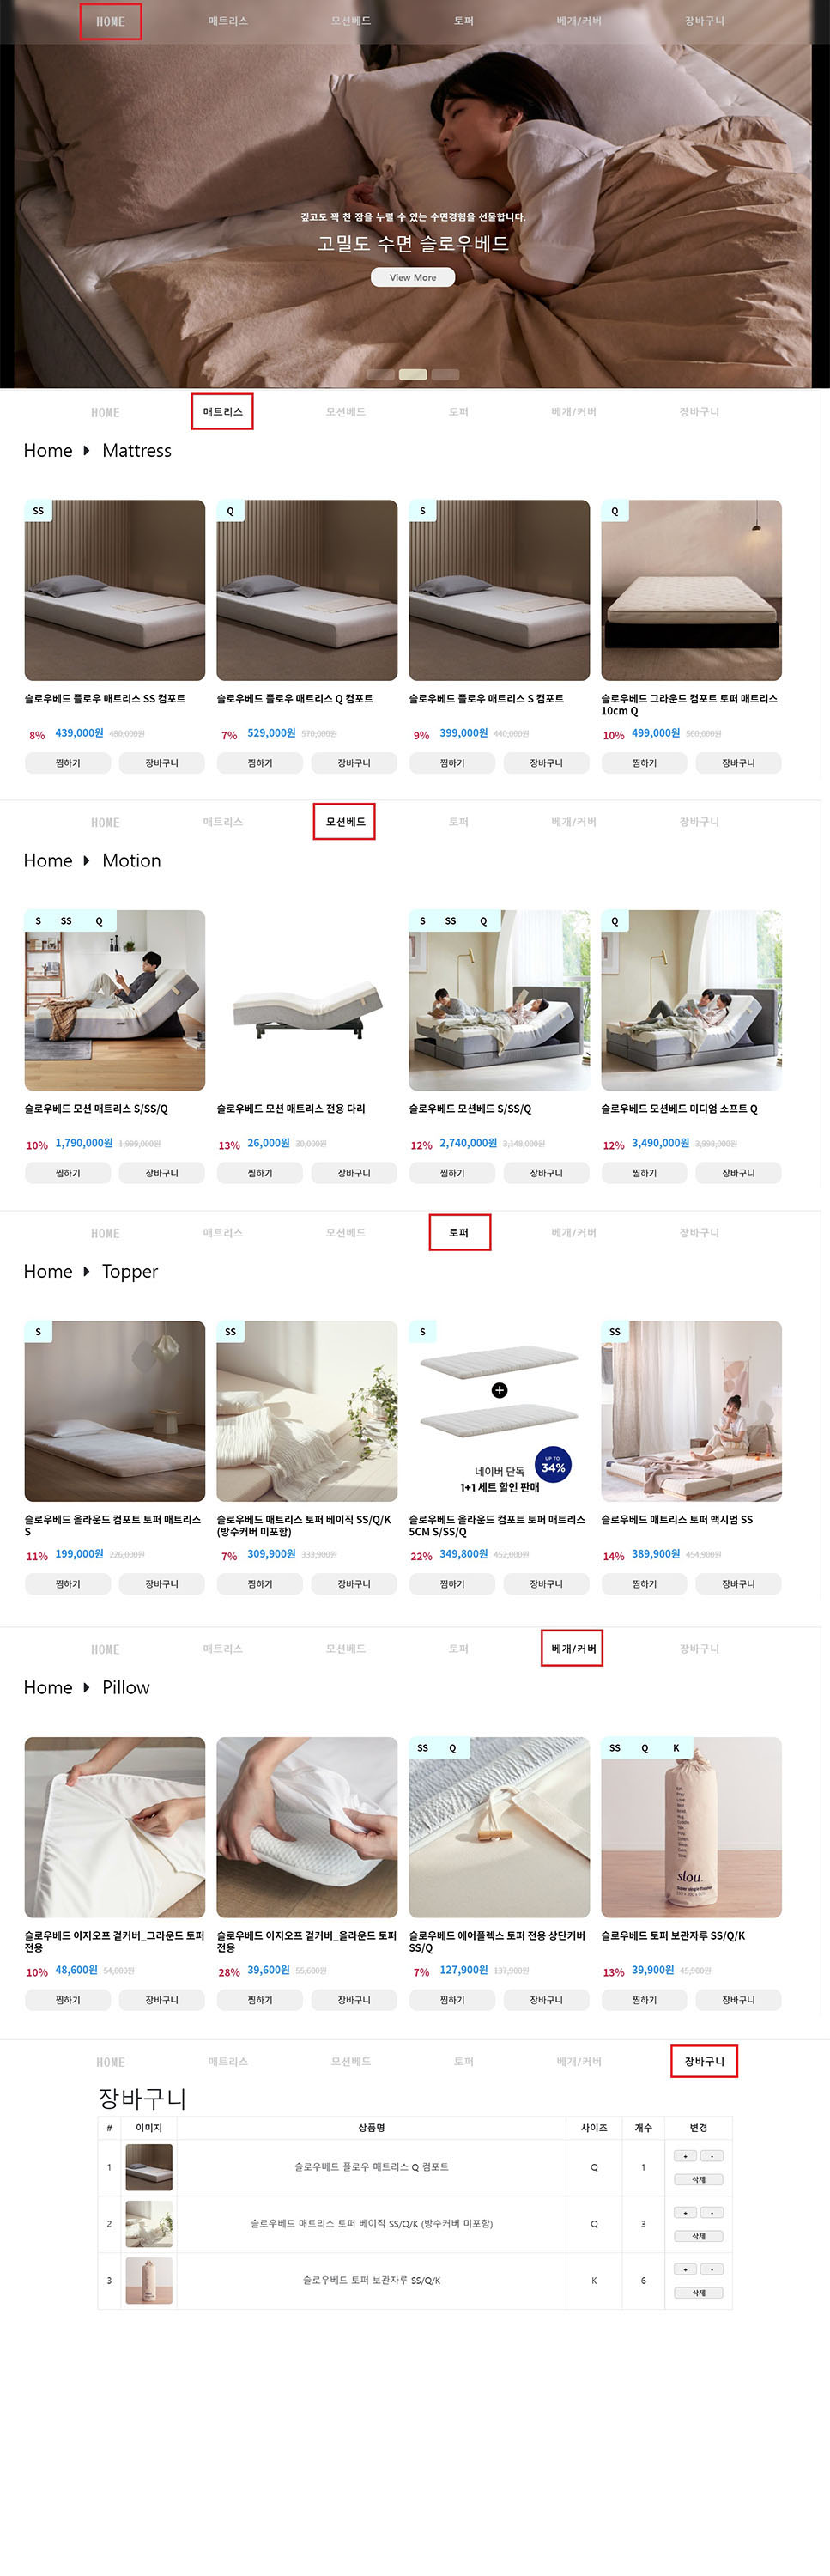 HOME 매트리스 모션베드 토퍼 베개/커버 장바구니
깊고도 꽉 찬 잠을 누릴 수 있는 수면경험을 선물합니다.
고밀도 수면 슬로우베드
View More
HOME 매트리스 모션베드 토퍼 베개/커버 장바구니
Home Mattress
SS
Q
S
Q
슬로우베드 플로우 매트리스 SS 컴포트
슬로우베드 플로우 매트리스 Q 컴포트
슬로우베드 플로우 매트리스 S 컴포트
슬로우베드 그라운드 컴포트 토퍼 매트리스
10cm Q
8% 439,000원 480,000원
7% 529,000원 570,000원
9% 399,000원 440,000원
10% 499,000원 560,000원
찜하기 장바구니
찜하기 장바구니
찜하기 장바구니
찜하기 장바구니
HOME 매트리스 모션베드 토퍼 베개/커버 장바구니
Home Motion
S SS Q
S SS Q
Q
슬로우베드 모션 매트리스 S/SS/Q
슬로우베드 모션 매트리스 전용 다리
슬로우베드 모션베드 S/SS/Q
슬로우베드 모션베드 미디엄 소프트 Q
10% 1,790,000원 1,999,000원
13% 26,000원 30,000원
12% 2,740,000원 3,148,000원
12% 3,490,000원 3,998,000원
찜하기 장바구니
찜하기 장바구니
찜하기 장바구니
찜하기 장바구니
HOME 매트리스 모션베드 토퍼 베개/커버 장바구니
Home Topper
S
SS
S
SS
네이버 단독
1+1 세트 할인 판매
UP TO
34%
슬로우베드 올라운드 컴포트 토퍼 매트리스
S
슬로우베드 매트리스 토퍼 베이직 SS/Q/K
(방수커버 미포함)
슬로우베드 올라운드 컴포트 토퍼 매트리스
5CM S/SS/Q
슬로우베드 매트리스 토퍼 맥시멈 SS
11% 199,000원 226,000원
7% 309,900원 333,900원
22% 349,800원 452,000원
14% 389,900원 454,900원
찜하기 장바구니
찜하기 장바구니
찜하기 장바구니
찜하기 장바구니
HOME 매트리스 모션베드 토퍼 베개/커버 장바구니
Home Pillow
SS Q
SS Q K
slou.
슬로우베드 이지오프 겉커버_그라운드 토퍼
전용
슬로우베드 이지오프 겉커버_올라운드 토퍼
전용
슬로우베드 에어플렉스 토퍼 전용 상단커버
SS/Q
슬로우베드 토퍼 보관자루 SS/Q/K
10% 48,600원 54,000원
28% 39,600원 55,600원
7% 127,900원 137,900원
13% 39,900원 45,900원
찜하기 장바구니
찜하기 장바구니
찜하기 장바구니
찜하기 장바구니
HOME 매트리스 모션베드 토퍼 베개/커버 장바구니
장바구니
# 이미지 상품명 사이즈 개수 변경
1 슬로우베드 플로우 매트리스 Q 컴포트 Q 1 + -
삭제
2 슬로우베드 매트리스 토퍼 베이직 SS/Q/K (방수커버 미포함) Q 3 + -
삭제
3 슬로우베드 토퍼 보관자루 SS/Q/K K 6 + -
삭제